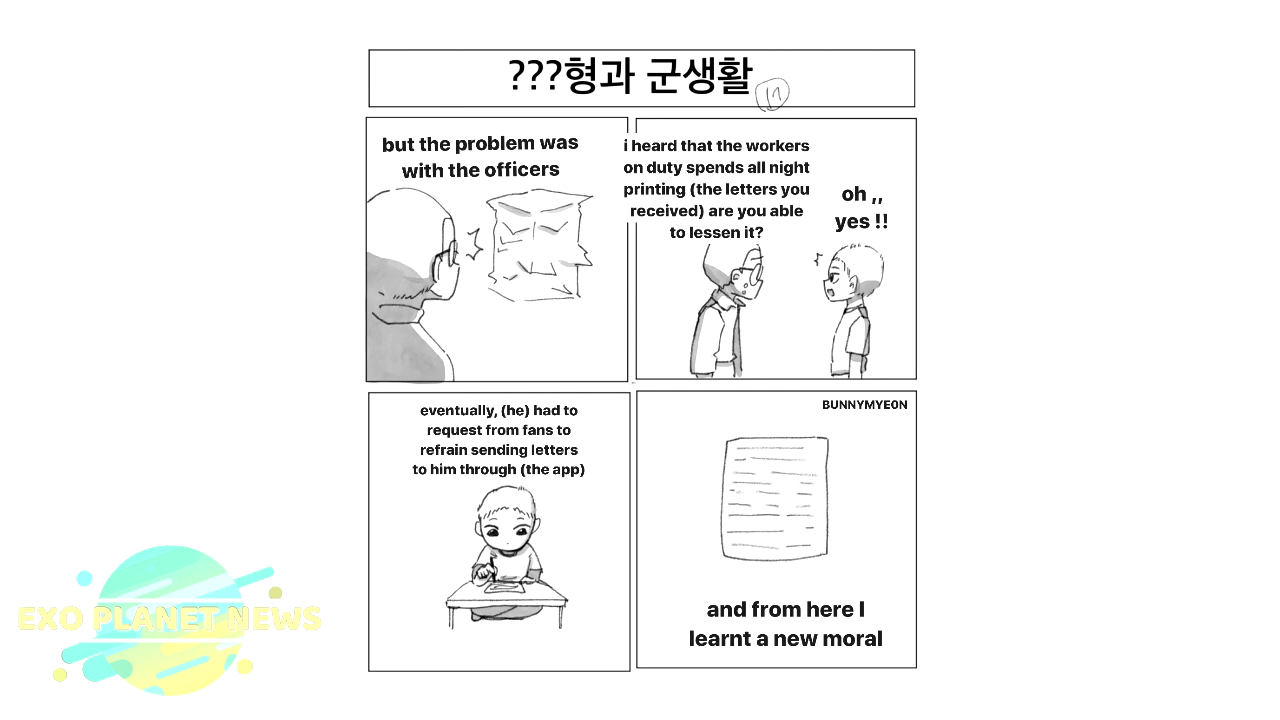 ???형과 군생활
17
but the problem was
with the officers
i heard that the workers
on duty spends all night
printing (the letters you
received) are you able
to lessen it?
oh ,,
yes !!
eventually, (he) had to
request from fans to
refrain sending letters
to him through (the app)
BUNNYMYE0N
and from here I
learnt a new moral
EXO PLANET NEWS